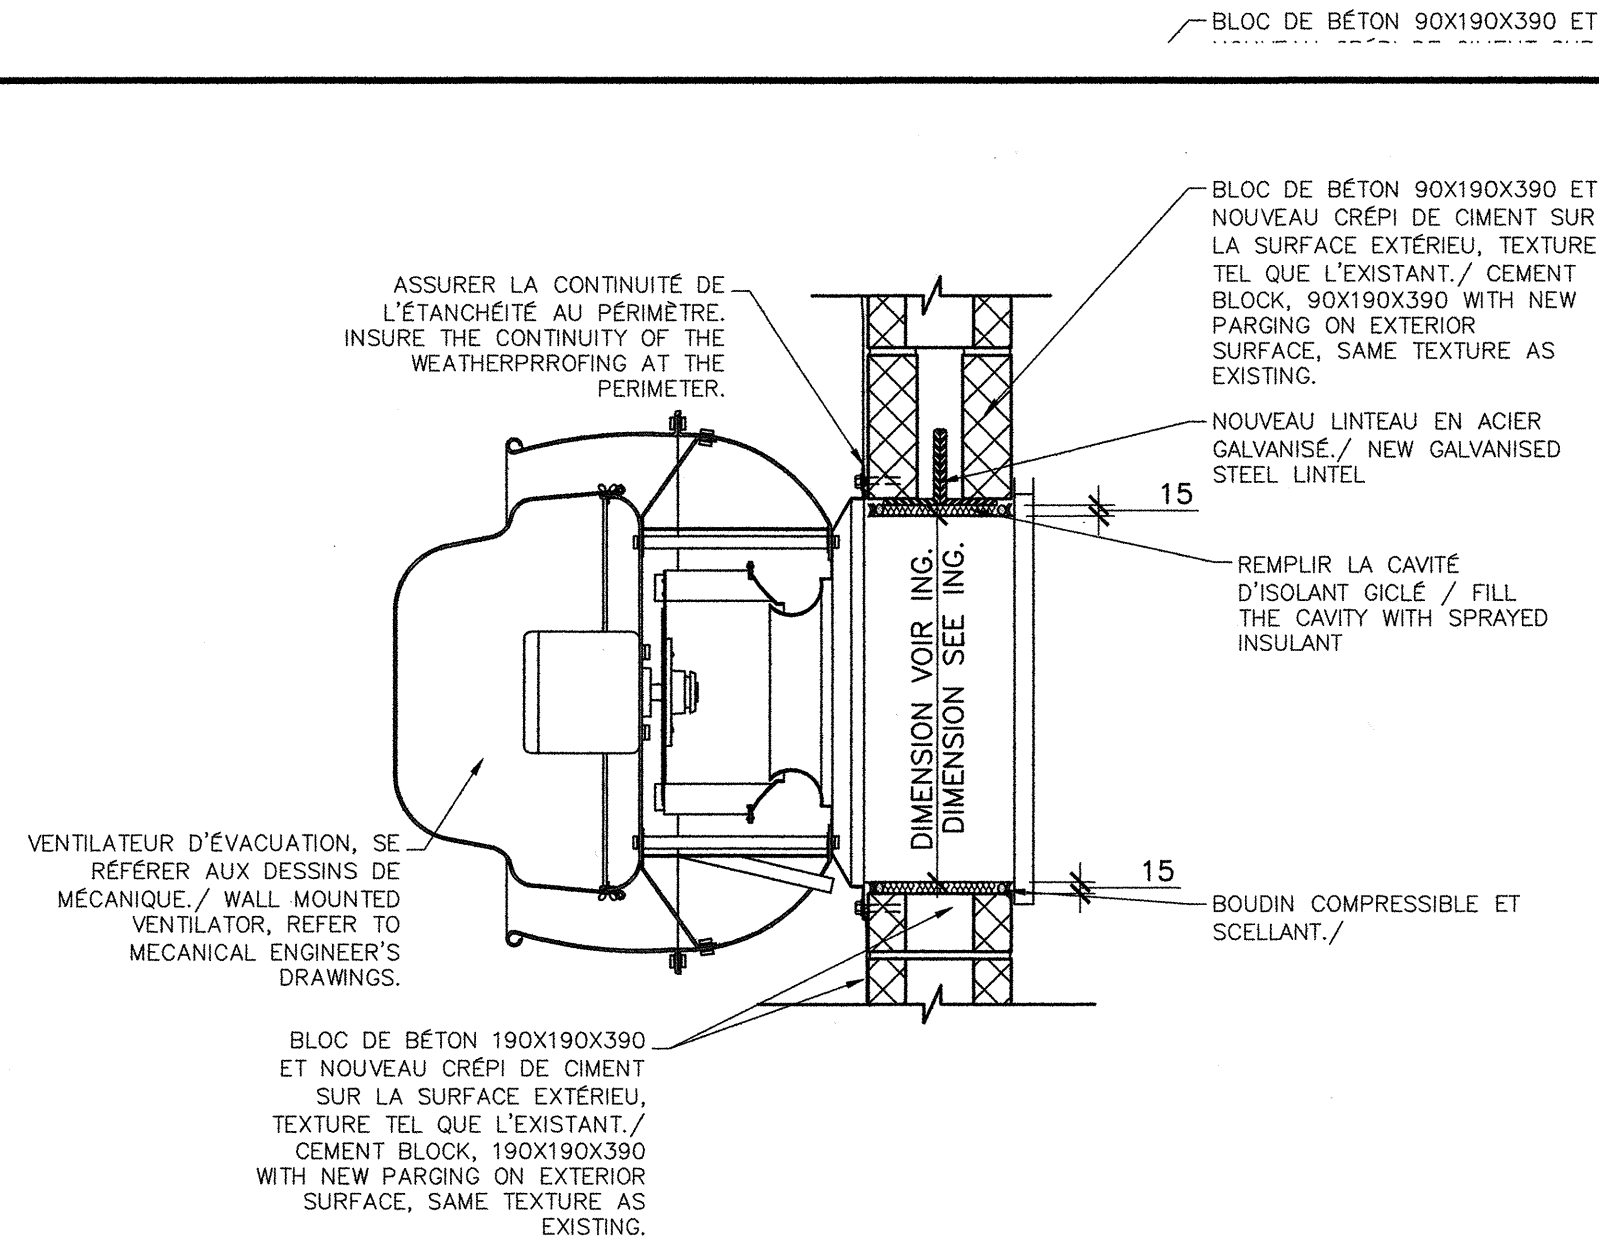 BLOC DE BÉTON 90X190X390 ET
NOUVEAU CRÉPI DE CIMENT SUR
BLOC DE BÉTON 90X190X390 ET
NOUVEAU CRÉPI DE CIMENT SUR
LA SURFACE EXTÉRIEU, TEXTURE
TEL QUE L'EXISTANT./ CEMENT
BLOCK, 90X190X390 WITH NEW
PARGING ON EXTERIOR
SURFACE, SAME TEXTURE AS
EXISTING.
ASSURER LA CONTINUITÉ DE
L'ÉTANCHÉITÉ AU PÉRIMÈTRE.
INSURE THE CONTINUITY OF THE
WEATHERPRROFING AT THE
PERIMETER.
NOUVEAU LINTEAU EN ACIER
GALVANISÉ./ NEW GALVANISED
STEEL LINTEL
15
REMPLIR LA CAVITÉ
D'ISOLANT GICLÉ / FILL
THE CAVITY WITH SPRAYED
INSULANT
DIMENSION VOIR ING.
DIMENSION SEE ING.
VENTILATEUR D'ÉVACUATION, SE
RÉFÉRER AUX DESSINS DE
MÉCANIQUE./ WALL MOUNTED
VENTILATOR, REFER TO
MECANICAL ENGINEER'S
DRAWINGS.
15
BOUDIN COMPRESSIBLE ET
SCELLANT./
BLOC DE BÉTON 190X190X390
ET NOUVEAU CRÉPI DE CIMENT
SUR LA SURFACE EXTÉRIEU,
TEXTURE TEL QUE L'EXISTANT./
CEMENT BLOCK, 190X190X390
WITH NEW PARGING ON EXTERIOR
SURFACE, SAME TEXTURE AS
EXISTING.